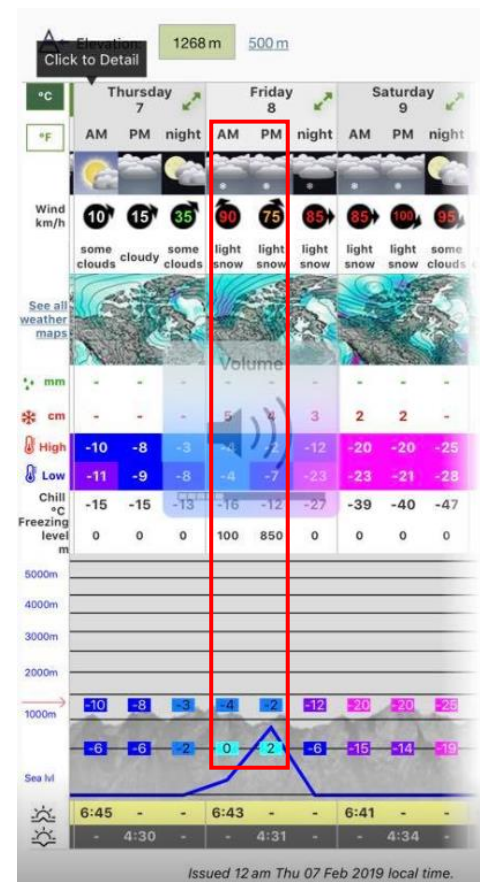 Elevation: 1268 m 500 m
Click to Detail
°C Thursday 7 Friday 8 Saturday 9
°F AM PM night AM PM night AM PM night
Wind km/h 10 15 35 90 75 85 85 100 95
some clouds cloudy some clouds light snow light snow light snow light snow light snow some clouds
See all weather maps
Volume
mm - - - - - - - - -
cm - - - 5 4 3 2 2 -
High -10 -8 -3 -4 -2 -12 -20 -20 -25
Low -11 -9 -8 -4 -7 -23 -23 -21 -28
Chill °C -15 -15 -13 -16 -12 -27 -39 -40 -47
Freezing level m 0 0 0 100 850 0 0 0 0
5000m
4000m
3000m
2000m
1000m -10 -8 -3 -4 -2 -12 -20 -20 -25
-6 -6 -2 0 2 -6 -15 -14 -19
Sea lvl
6:45 - - 6:43 - - 6:41 - -
- 4:30 - - 4:31 - - 4:34 -
Issued 12 am Thu 07 Feb 2019 local time.